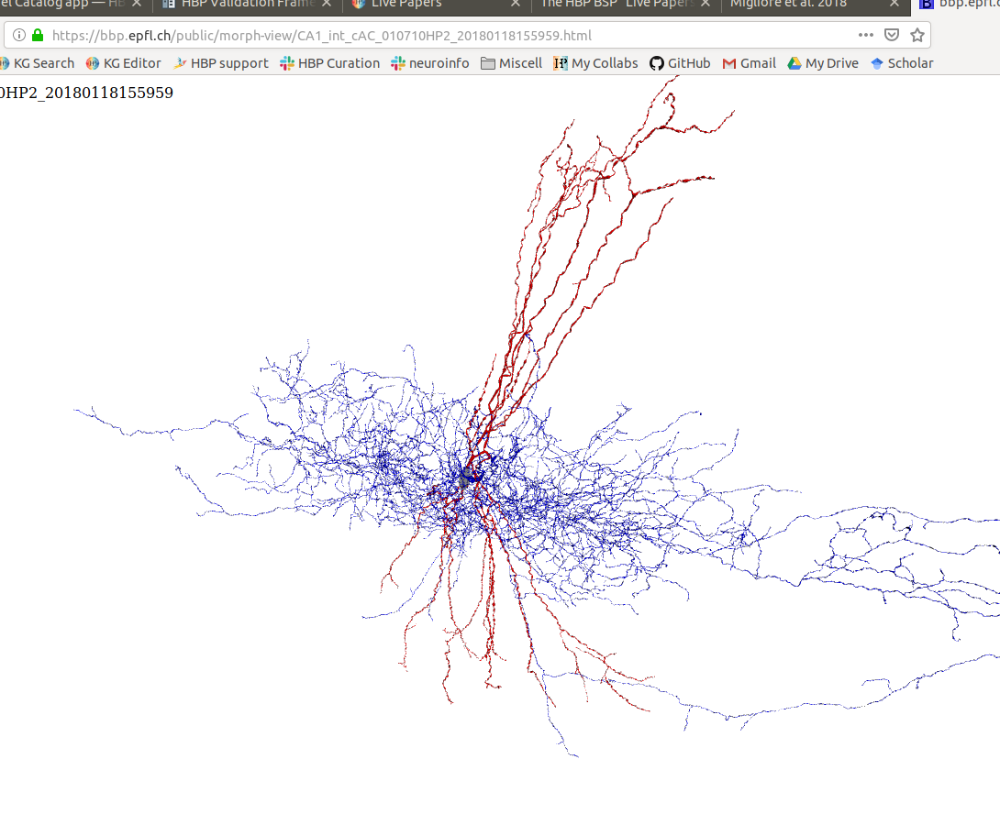 el Catalog app — HB HBP Validation Frame Live Papers The HBP BSP "Live Papers Migliore et al. 2018 bbp.epfl.c
https://bbp.epfl.ch/public/morph-view/CA1_int_cAC_010710HP2_20180118155959.html
KG Search KG Editor HBP support HBP Curation neuroinfo Miscell My Collabs GitHub Gmail My Drive Scholar
0HP2_20180118155959